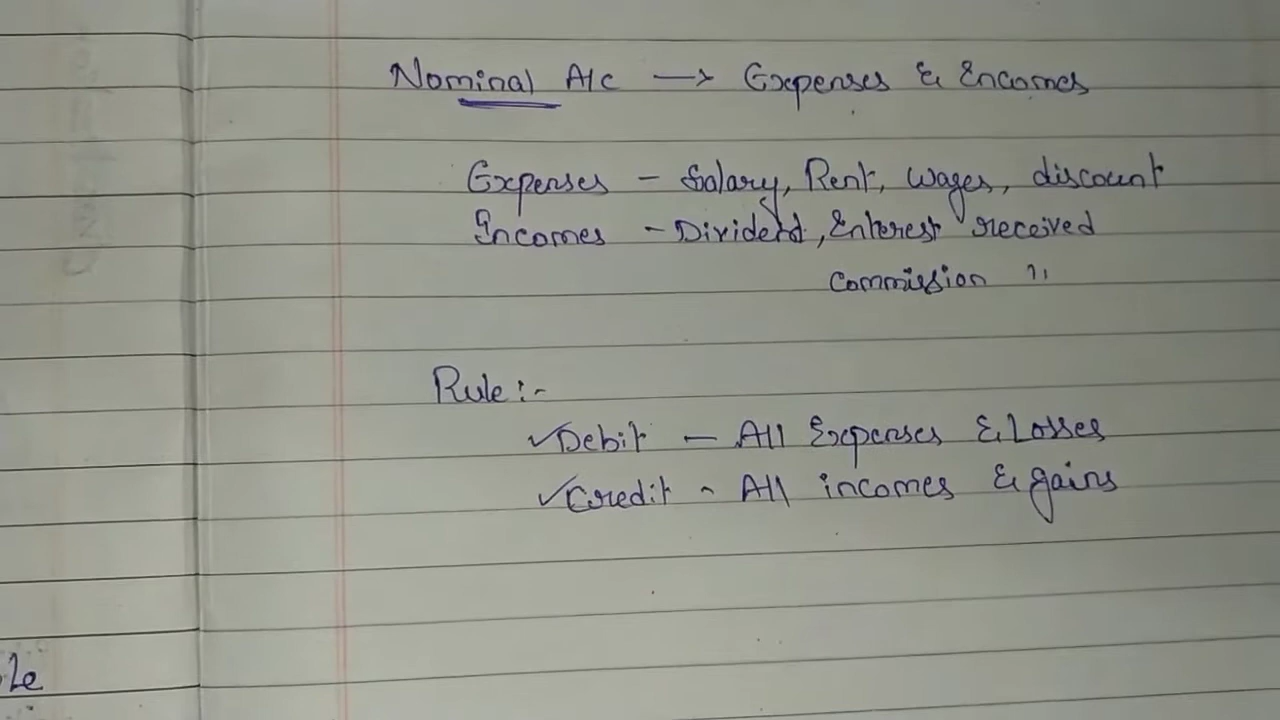 Nominal A/c → Expenses & Incomes
Expenses - Salary, Rent, wages, discount
Incomes - Dividend, Interest received
Commission "
Rule :-
✓Debit - All Expenses & Losses
✓Credit - All incomes & gains
le